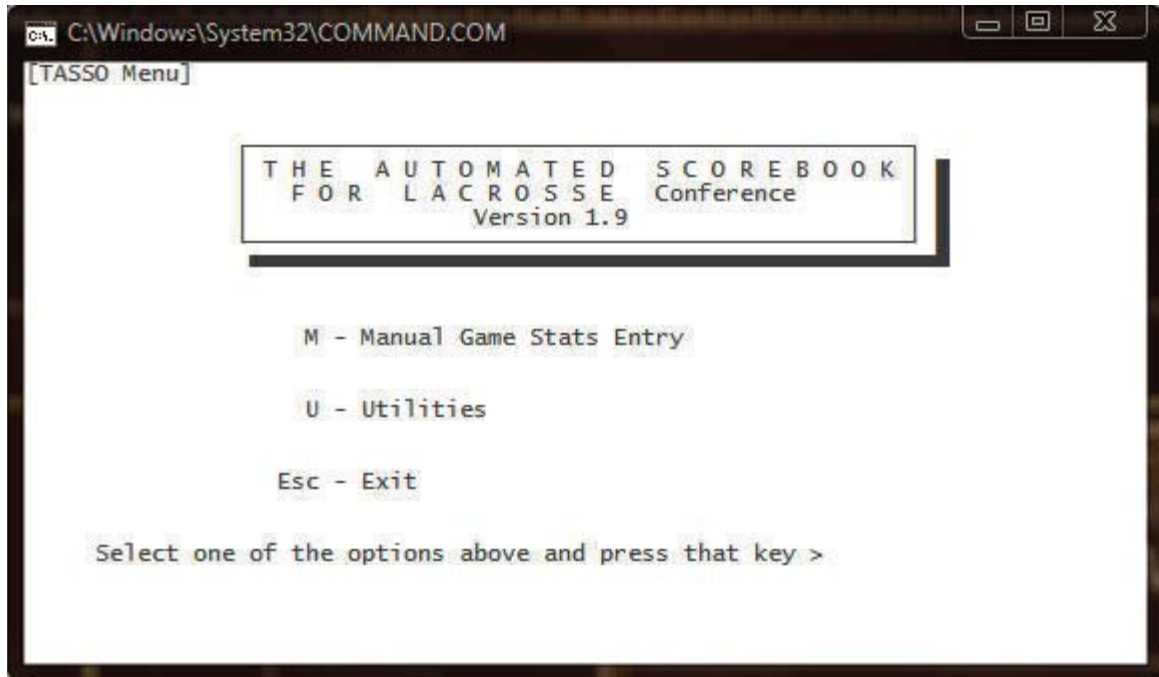 C:\Windows\System32\COMMAND.COM
[TASSO Menu]
T H E A U T O M A T E D S C O R E B O O K
F O R L A C R O S S E Conference
Version 1.9
M - Manual Game Stats Entry
U - Utilities
Esc - Exit
Select one of the options above and press that key >